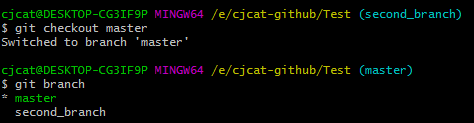 cjcat@DESKTOP-CG3IF9P MINGW64 /e/cjcat-github/Test (second_branch)
$ git checkout master
Switched to branch 'master'
cjcat@DESKTOP-CG3IF9P MINGW64 /e/cjcat-github/Test (master)
$ git branch
* master
  second_branch